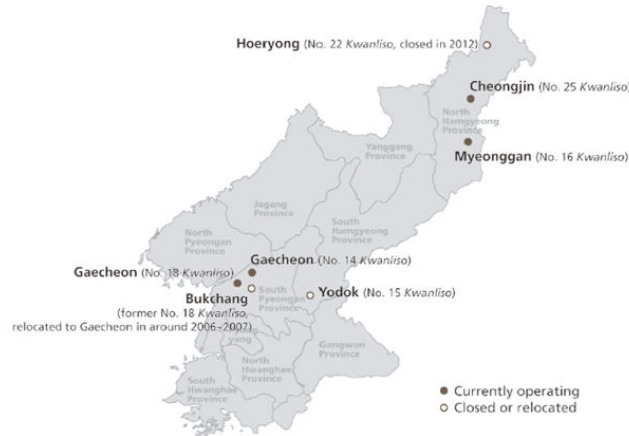 Hoeryong (No. 22 Kwanliso, closed in 2012)
Cheongjin (No. 25 Kwanliso)
North
Hamgyeong
Province
Yanggang
Province
Myeonggan (No. 16 Kwanliso)
Jagang
Province
South
Hamgyeong
Province
North
Pyeongan
Province
Gaecheon (No. 14 Kwanliso)
Gaecheon (No. 18 Kwanliso)
Bukchang
(former No. 18 Kwanliso,
relocated to Gaecheon in around 2006–2007)
South
Pyeongan
Province
Yodok (No. 15 Kwanliso)
yang
Gangwon
Province
North
Hwanghae
Province
South
Hwanghae
Province
Currently operating
Closed or relocated